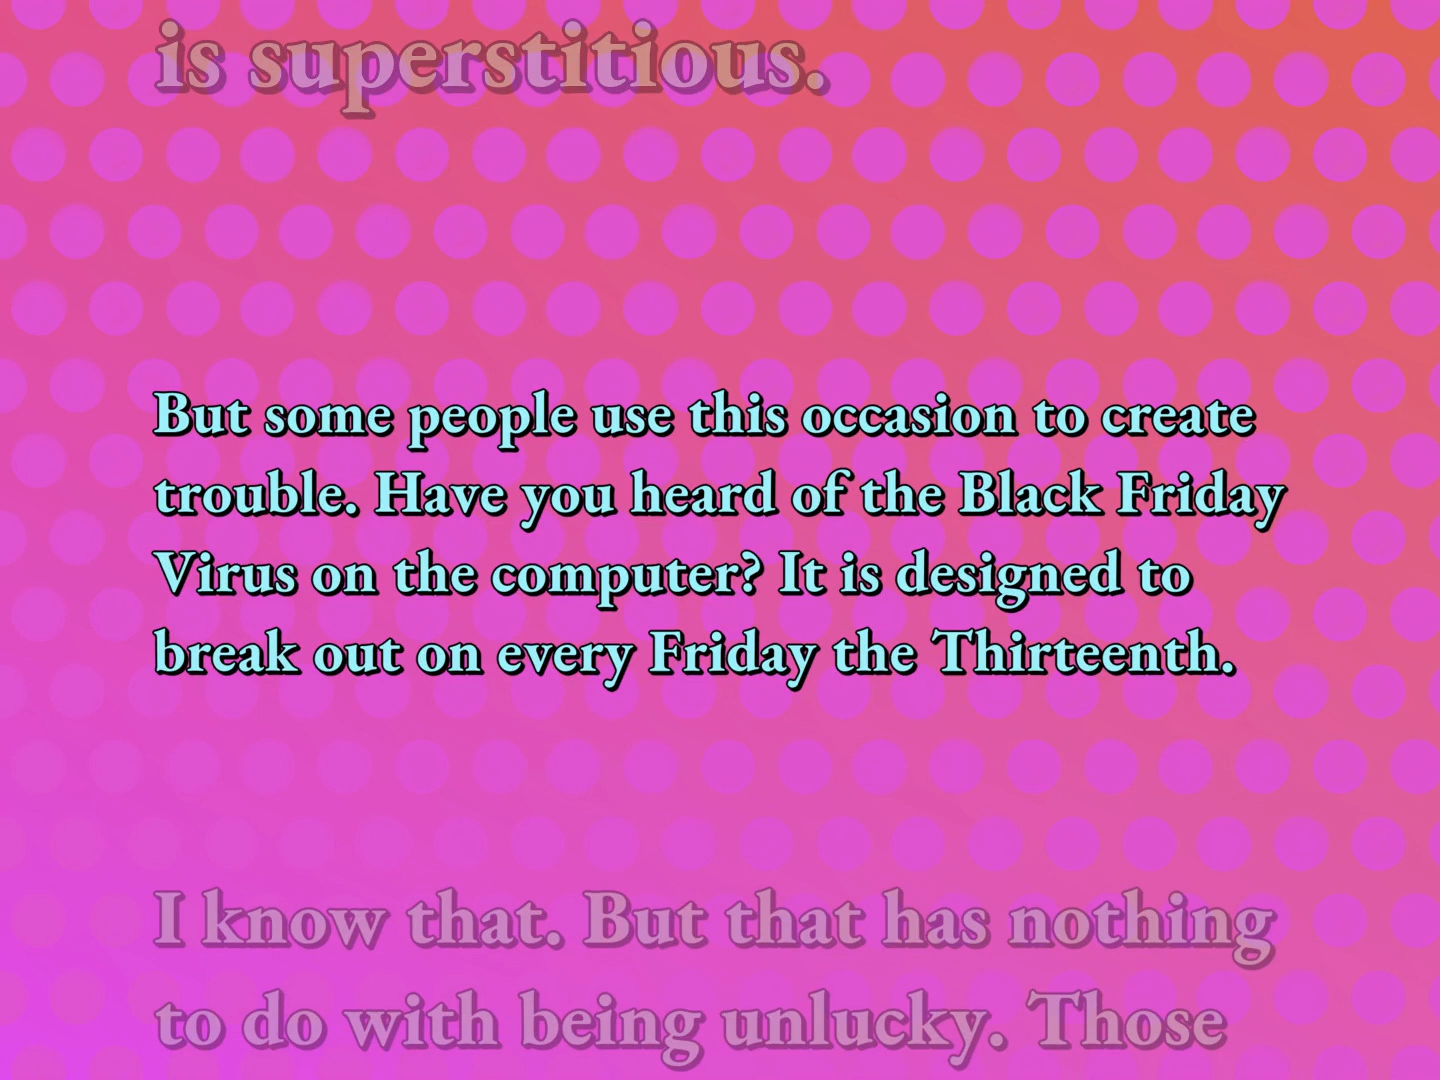 is superstitious.
But some people use this occasion to create
trouble. Have you heard of the Black Friday
Virus on the computer? It is designed to
break out on every Friday the Thirteenth.
I know that. But that has nothing
to do with being unlucky. Those